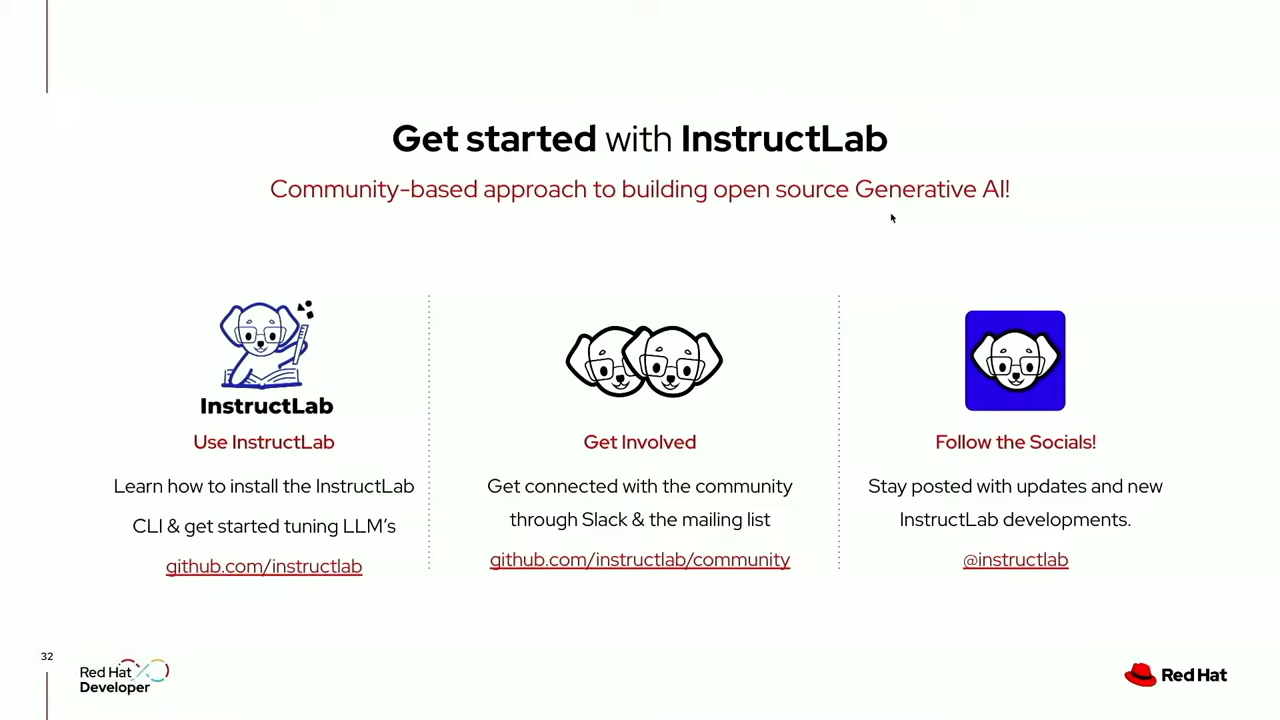 Get started with InstructLab
Community-based approach to building open source Generative AI!
InstructLab
Use InstructLab
Learn how to install the InstructLab
CLI & get started tuning LLM's
github.com/instructlab
Get Involved
Get connected with the community
through Slack & the mailing list
github.com/instructlab/community
Follow the Socials!
Stay posted with updates and new
InstructLab developments.
@instructlab
32
Red Hat
Developer
Red Hat